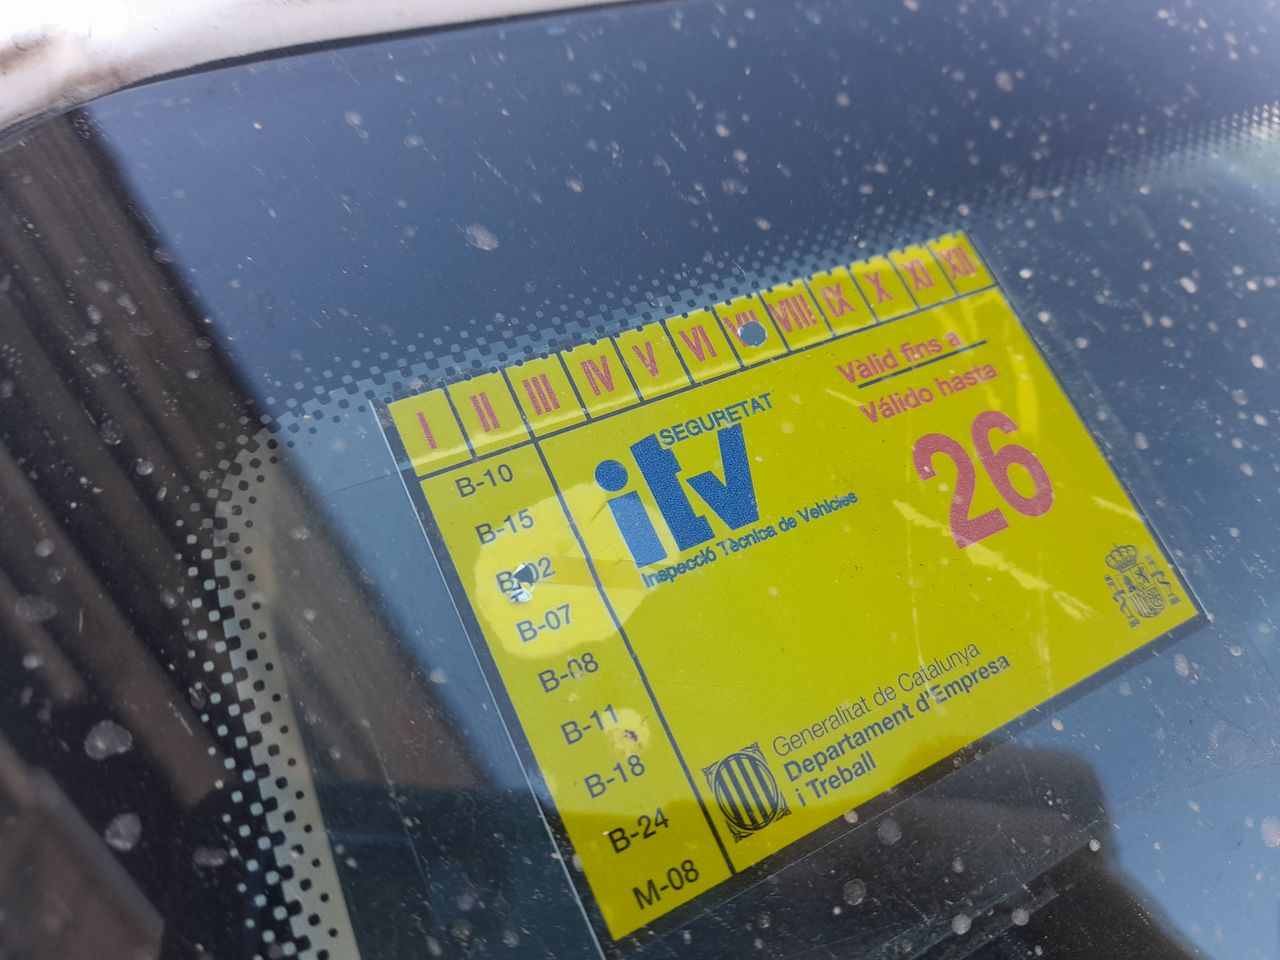 I II III IV V VI VII VIII IX X XI XII
B-10
B-15
B-02
B-07
B-08
B-11
B-18
B-24
M-08
SEGURETAT
itv
Inspecció Tècnica de Vehicles
Vàlid fins a
Válido hasta
26
Generalitat de Catalunya
Departament d'Empresa
i Treball